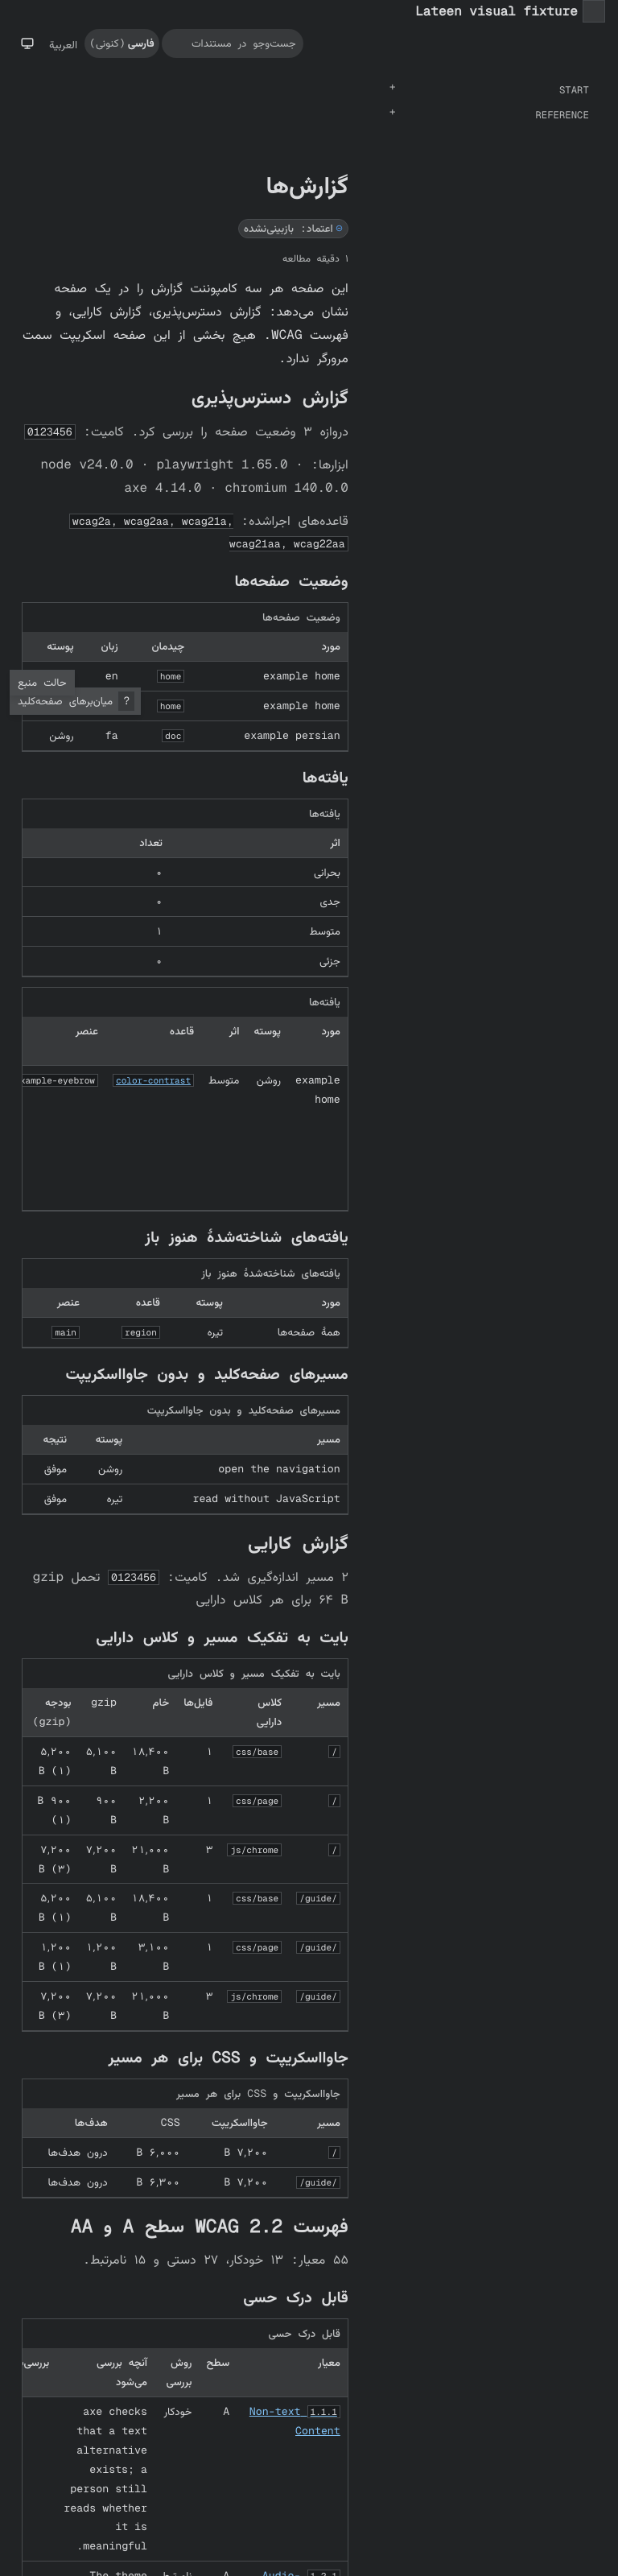 Lateen visual fixture
جست‌وجو در مستندات
فارسی (کنونی)
العربية
START +
REFERENCE +
گزارش‌ها
اعتماد: بازبینی‌نشده
۱ دقیقه مطالعه
این صفحه هر سه کامپوننت گزارش را در یک صفحه
نشان می‌دهد: گزارش دسترس‌پذیری، گزارش کارایی، و
فهرست WCAG. هیچ بخشی از این صفحه اسکریپت سمت
مرورگر ندارد.
گزارش دسترس‌پذیری
دروازه ۳ وضعیت صفحه را بررسی کرد. کامیت: 0123456
ابزارها: node v24.0.0 · playwright 1.65.0 ·
axe 4.14.0 · chromium 140.0.0
قاعده‌های اجراشده: wcag2a, wcag2aa, wcag21a,
wcag21aa, wcag22aa
وضعیت صفحه‌ها
وضعیت صفحه‌ها
مورد چیدمان زبان پوسته
example home home en
حالت منبع
example home home
? میان‌برهای صفحه‌کلید
example persian doc fa روشن
یافته‌ها
یافته‌ها
اثر تعداد
بحرانی ۰
جدی ۰
متوسط ۱
جزئی ۰
یافته‌ها
مورد پوسته اثر قاعده عنصر
example روشن متوسط color-contrast xample-eyebrow
home
یافته‌های شناخته‌شدهٔ هنوز باز
یافته‌های شناخته‌شدهٔ هنوز باز
مورد پوسته قاعده عنصر
همهٔ صفحه‌ها تیره region main
مسیرهای صفحه‌کلید و بدون جاوااسکریپت
مسیرهای صفحه‌کلید و بدون جاوااسکریپت
مسیر پوسته نتیجه
open the navigation روشن موفق
read without JavaScript تیره موفق
گزارش کارایی
۲ مسیر اندازه‌گیری شد. کامیت: 0123456 تحمل gzip
۶۴ B برای هر کلاس دارایی
بایت به تفکیک مسیر و کلاس دارایی
بایت به تفکیک مسیر و کلاس دارایی
مسیر کلاس دارایی فایل‌ها خام gzip بودجه (gzip)
/ css/base ۱ ۱۸,۴۰۰ B ۵,۱۰۰ B ۵,۲۰۰ B (۱)
/ css/page ۱ ۲,۲۰۰ B ۹۰۰ B ۹۰۰ B (۱)
/ js/chrome ۳ ۲۱,۰۰۰ B ۷,۲۰۰ B ۷,۲۰۰ B (۳)
/guide/ css/base ۱ ۱۸,۴۰۰ B ۵,۱۰۰ B ۵,۲۰۰ B (۱)
/guide/ css/page ۱ ۳,۱۰۰ B ۱,۲۰۰ B ۱,۲۰۰ B (۱)
/guide/ js/chrome ۳ ۲۱,۰۰۰ B ۷,۲۰۰ B ۷,۲۰۰ B (۳)
جاوااسکریپت و CSS برای هر مسیر
جاوااسکریپت و CSS برای هر مسیر
مسیر جاوااسکریپت CSS هدف‌ها
/ ۷,۲۰۰ B ۶,۰۰۰ B درون هدف‌ها
/guide/ ۷,۲۰۰ B ۶,۳۰۰ B درون هدف‌ها
فهرست WCAG 2.2 سطح A و AA
۵۵ معیار: ۱۳ خودکار، ۲۷ دستی و ۱۵ نامرتبط.
قابل درک حسی
قابل درک حسی
معیار سطح روش بررسی آنچه بررسی می‌شود
1.1.1 Non-text A خودکار axe checks
Content that a text
alternative
exists; a
person still
reads whether
it is
meaningful.